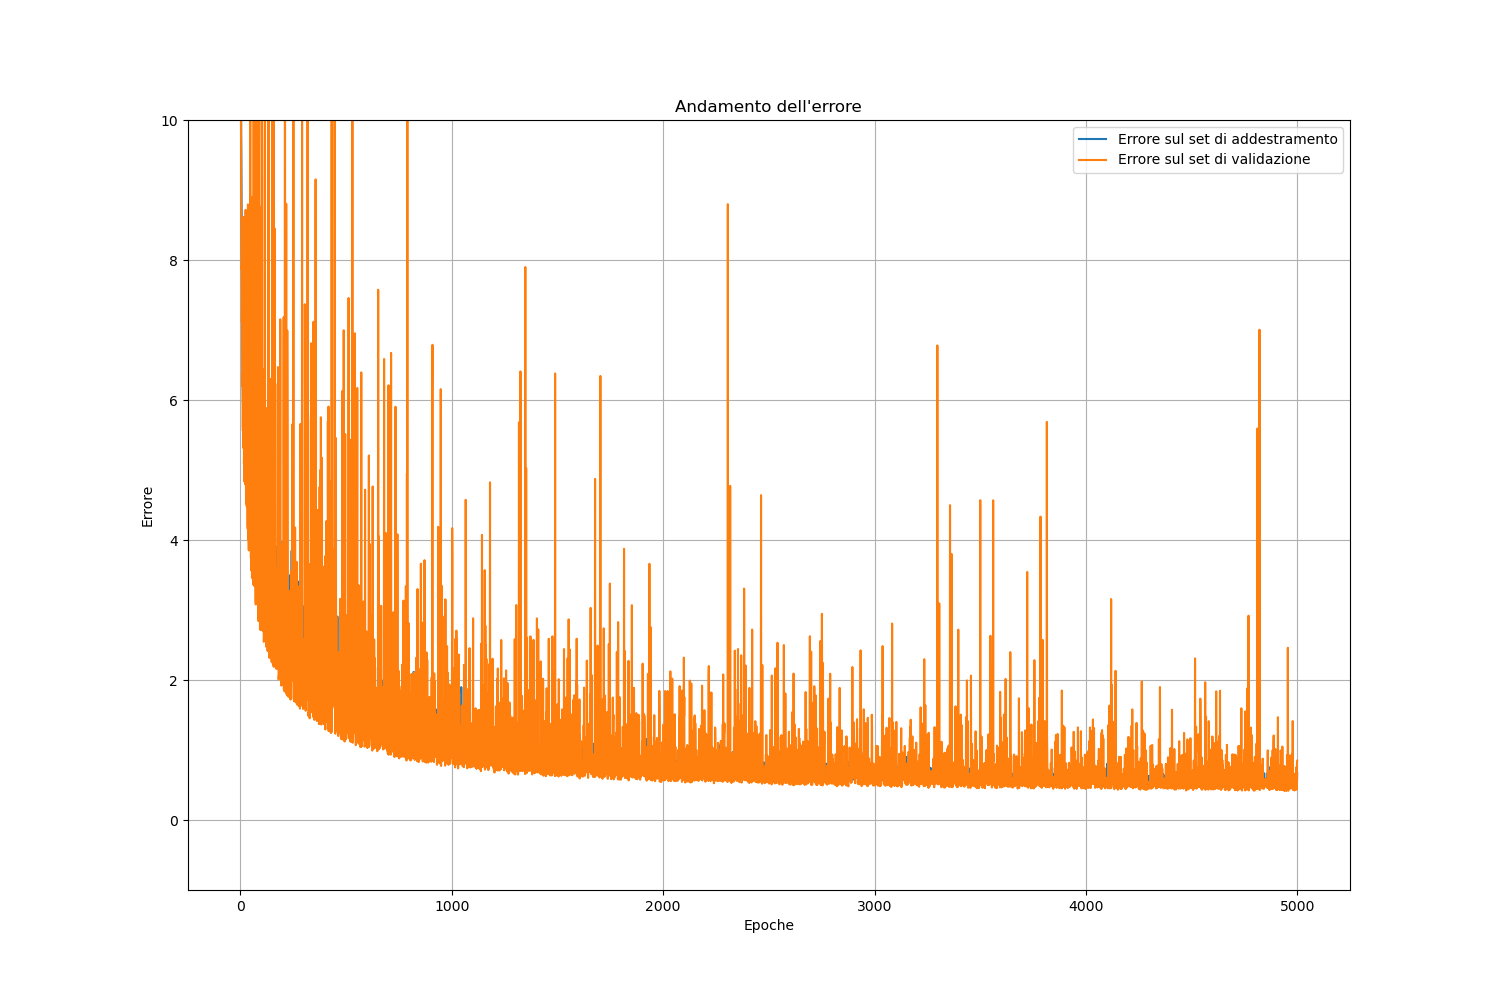 Andamento dell'errore
Errore sul set di addestramento
Errore sul set di validazione
10
8
6
4
2
0
Errore
0
1000
2000
3000
4000
5000
Epoche